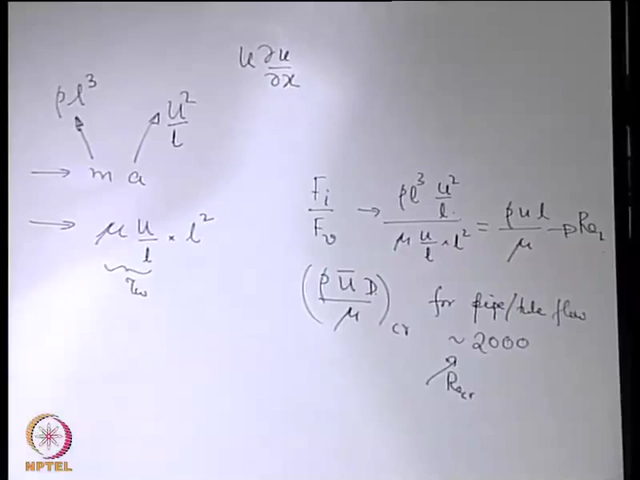 u ∂u/∂x
ρl³ u²/l
→ m a
→ μ u/l × l²
τw
Fi/Fv → ρl³ u²/l / μ u/l × l² = ρul/μ → Rel
(ρūD/μ)cr for pipe/tube flow
~ 2000
Recr
NPTEL